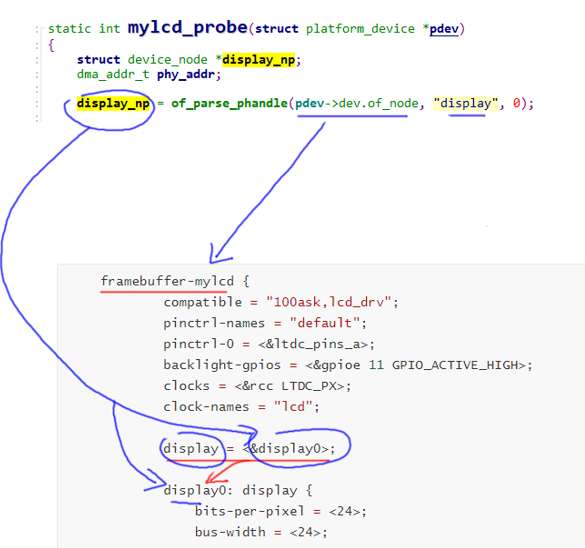 static int mylcd_probe(struct platform_device *pdev)
{
struct device_node *display_np;
dma_addr_t phy_addr;
display_np = of_parse_phandle(pdev->dev.of_node, "display", 0);
framebuffer-mylcd {
compatible = "100ask,lcd_drv";
pinctrl-names = "default";
pinctrl-0 = <&ltdc_pins_a>;
backlight-gpios = <&gpioe 11 GPIO_ACTIVE_HIGH>;
clocks = <&rcc LTDC_PX>;
clock-names = "lcd";
display = <&display0>;
display0: display {
bits-per-pixel = <24>;
bus-width = <24>;